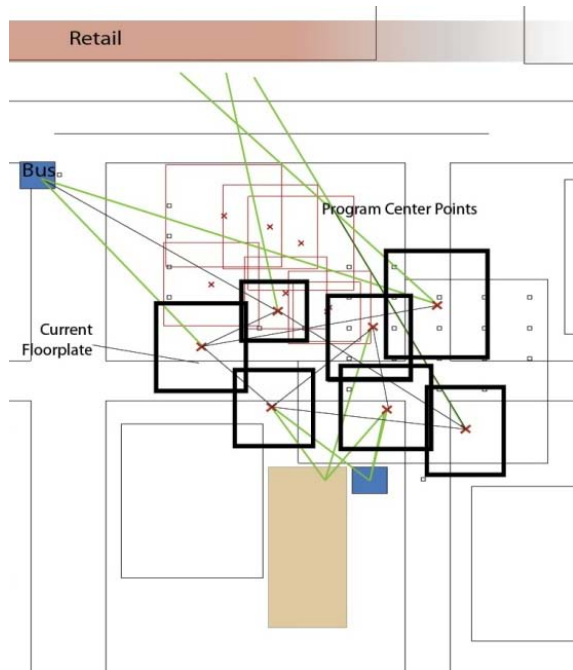 Retail
Bus
Program Center Points
Current
Floorplate